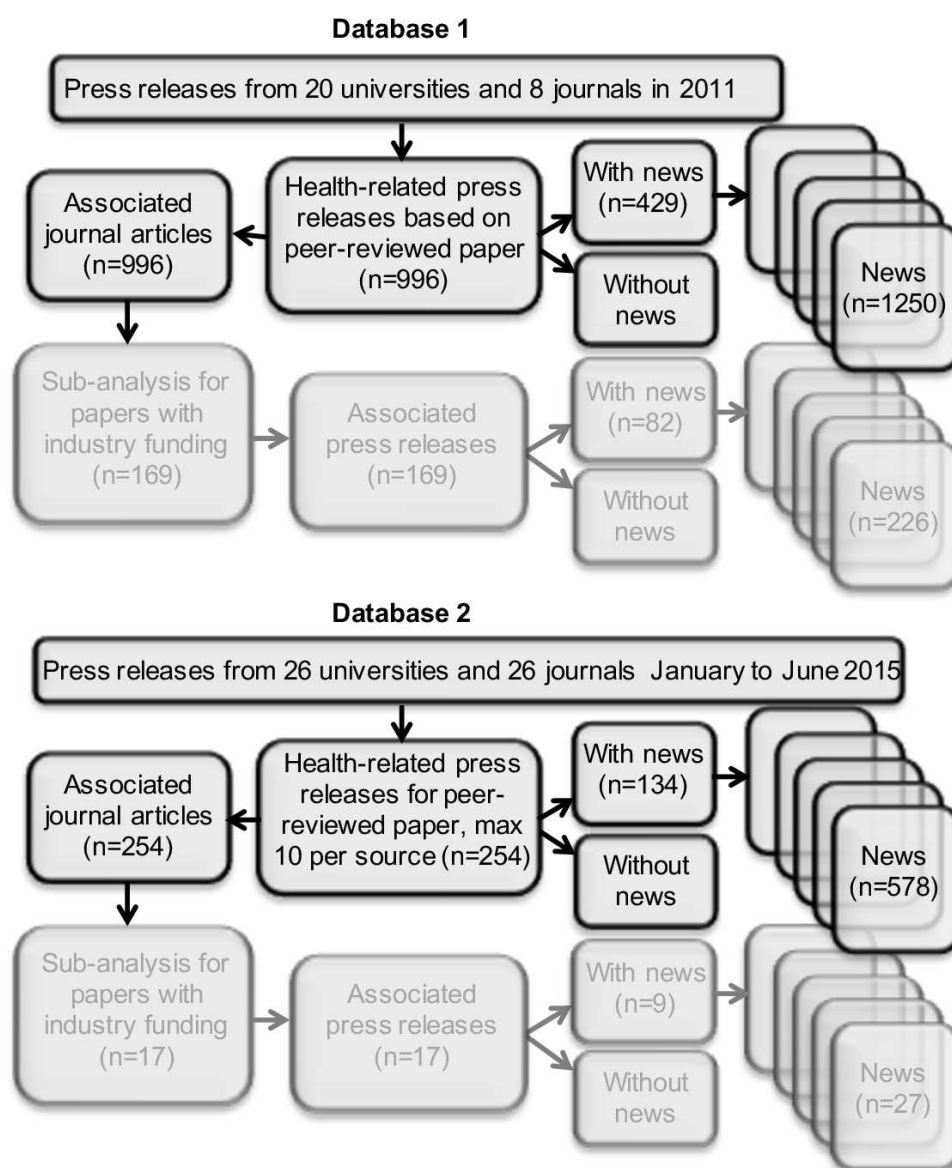 Database 1
Press releases from 20 universities and 8 journals in 2011
Associated
journal articles
(n=996)
Health-related press
releases based on
peer-reviewed paper
(n=996)
With news
(n=429)
Without
news
News
(n=1250)
Sub-analysis for
papers with
industry funding
(n=169)
Associated
press releases
(n=169)
With news
(n=82)
Without
news
News
(n=226)
Database 2
Press releases from 26 universities and 26 journals January to June 2015
Associated
journal articles
(n=254)
Health-related press
releases for peer-
reviewed paper, max
10 per source (n=254)
With news
(n=134)
Without
news
News
(n=578)
Sub-analysis for
papers with
industry funding
(n=17)
Associated
press releases
(n=17)
With news
(n=9)
Without
news
News
(n=27)